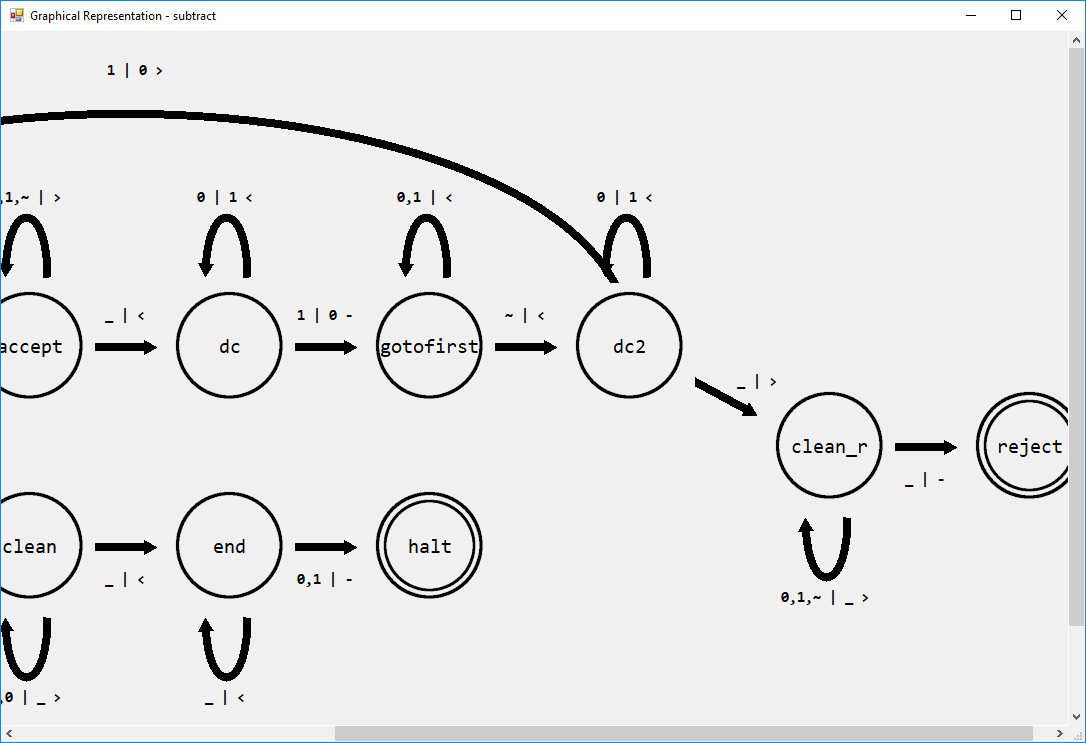 Graphical Representation - subtract
1 | 0 >
,1,~ | >
0 | 1 <
0,1 | <
0 | 1 <
_ | <
1 | 0 -
~ | <
accept
dc
gotofirst
dc2
_ | >
clean_r
reject
_ | -
clean
end
halt
_ | <
0,1 | -
0,1,~ | _ >
,0 | _ >
_ | <